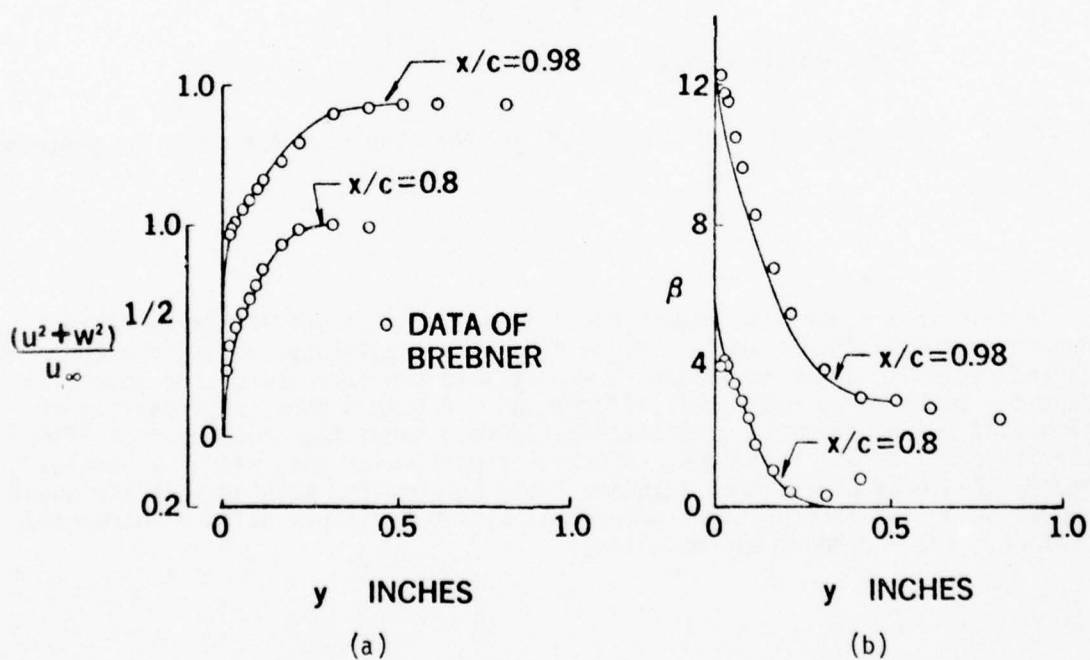 x/c=0.98
1.0
x/c=0.8
1.0
(u²+w²)^1/2
u∞
DATA OF
BREBNER
0
0.2
0
0.5
1.0
y INCHES
(a)
12
8
β
x/c=0.98
4
x/c=0.8
0
0
0.5
1.0
y INCHES
(b)